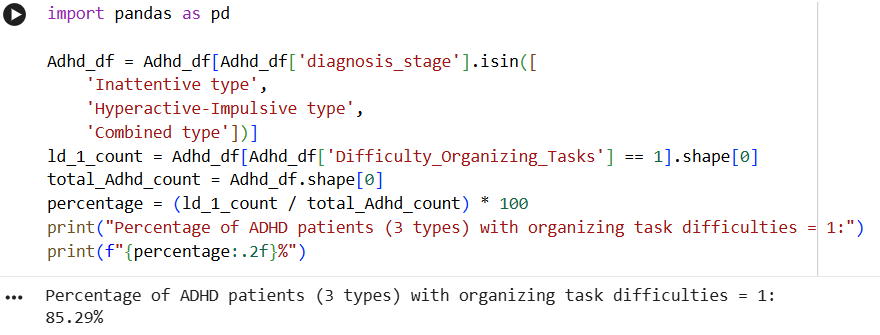 import pandas as pd
Adhd_df = Adhd_df[Adhd_df['diagnosis_stage'].isin([
'Inattentive type',
'Hyperactive-Impulsive type',
'Combined type'])]
ld_1_count = Adhd_df[Adhd_df['Difficulty_Organizing_Tasks'] == 1].shape[0]
total_Adhd_count = Adhd_df.shape[0]
percentage = (ld_1_count / total_Adhd_count) * 100
print("Percentage of ADHD patients (3 types) with organizing task difficulties = 1:")
print(f"{percentage:.2f}%")
Percentage of ADHD patients (3 types) with organizing task difficulties = 1:
85.29%